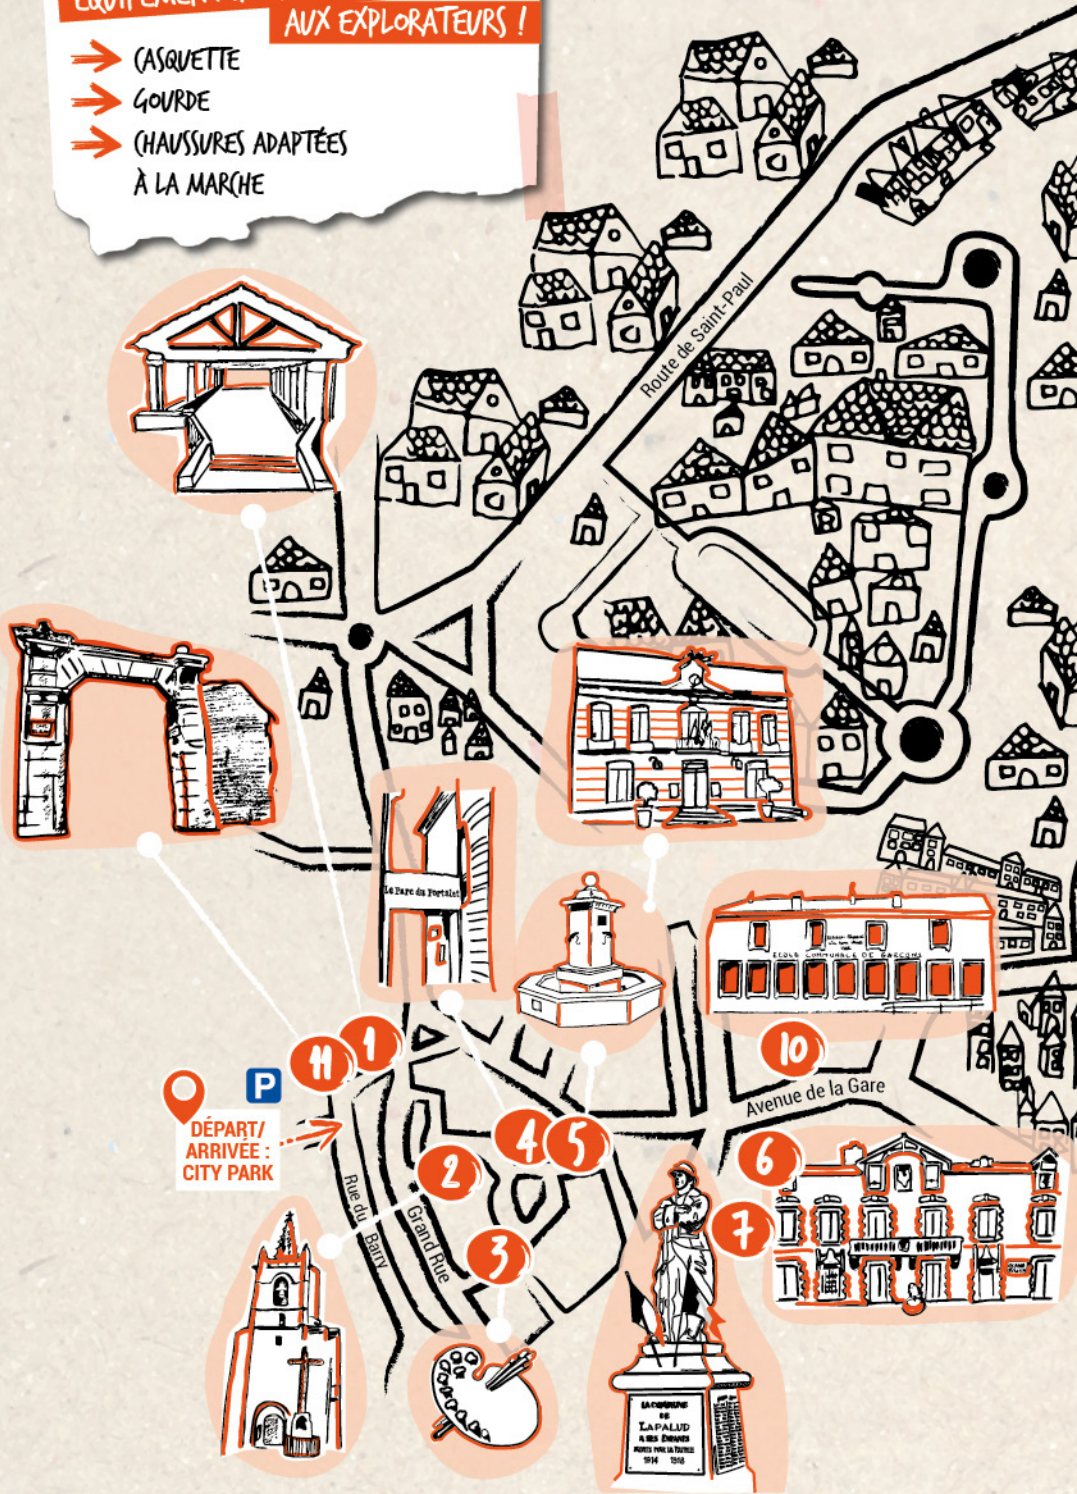 AUX EXPLORATEURS !
CASQUETTE
GOURDE
CHAUSSURES ADAPTÉES
À LA MARCHE
Route de Saint-Paul
Le Parc du Portalet
ÉCOLE COMMUNALE DE GARÇONS
11
1
10
P
Avenue de la Gare
DÉPART/
ARRIVÉE :
CITY PARK
4
5
6
2
7
Rue du Barry
Grand Rue
3
LA COMMUNE
DE
LAPALUD
A SES ENFANTS
MORTS POUR LA PATRIE
1914 1918